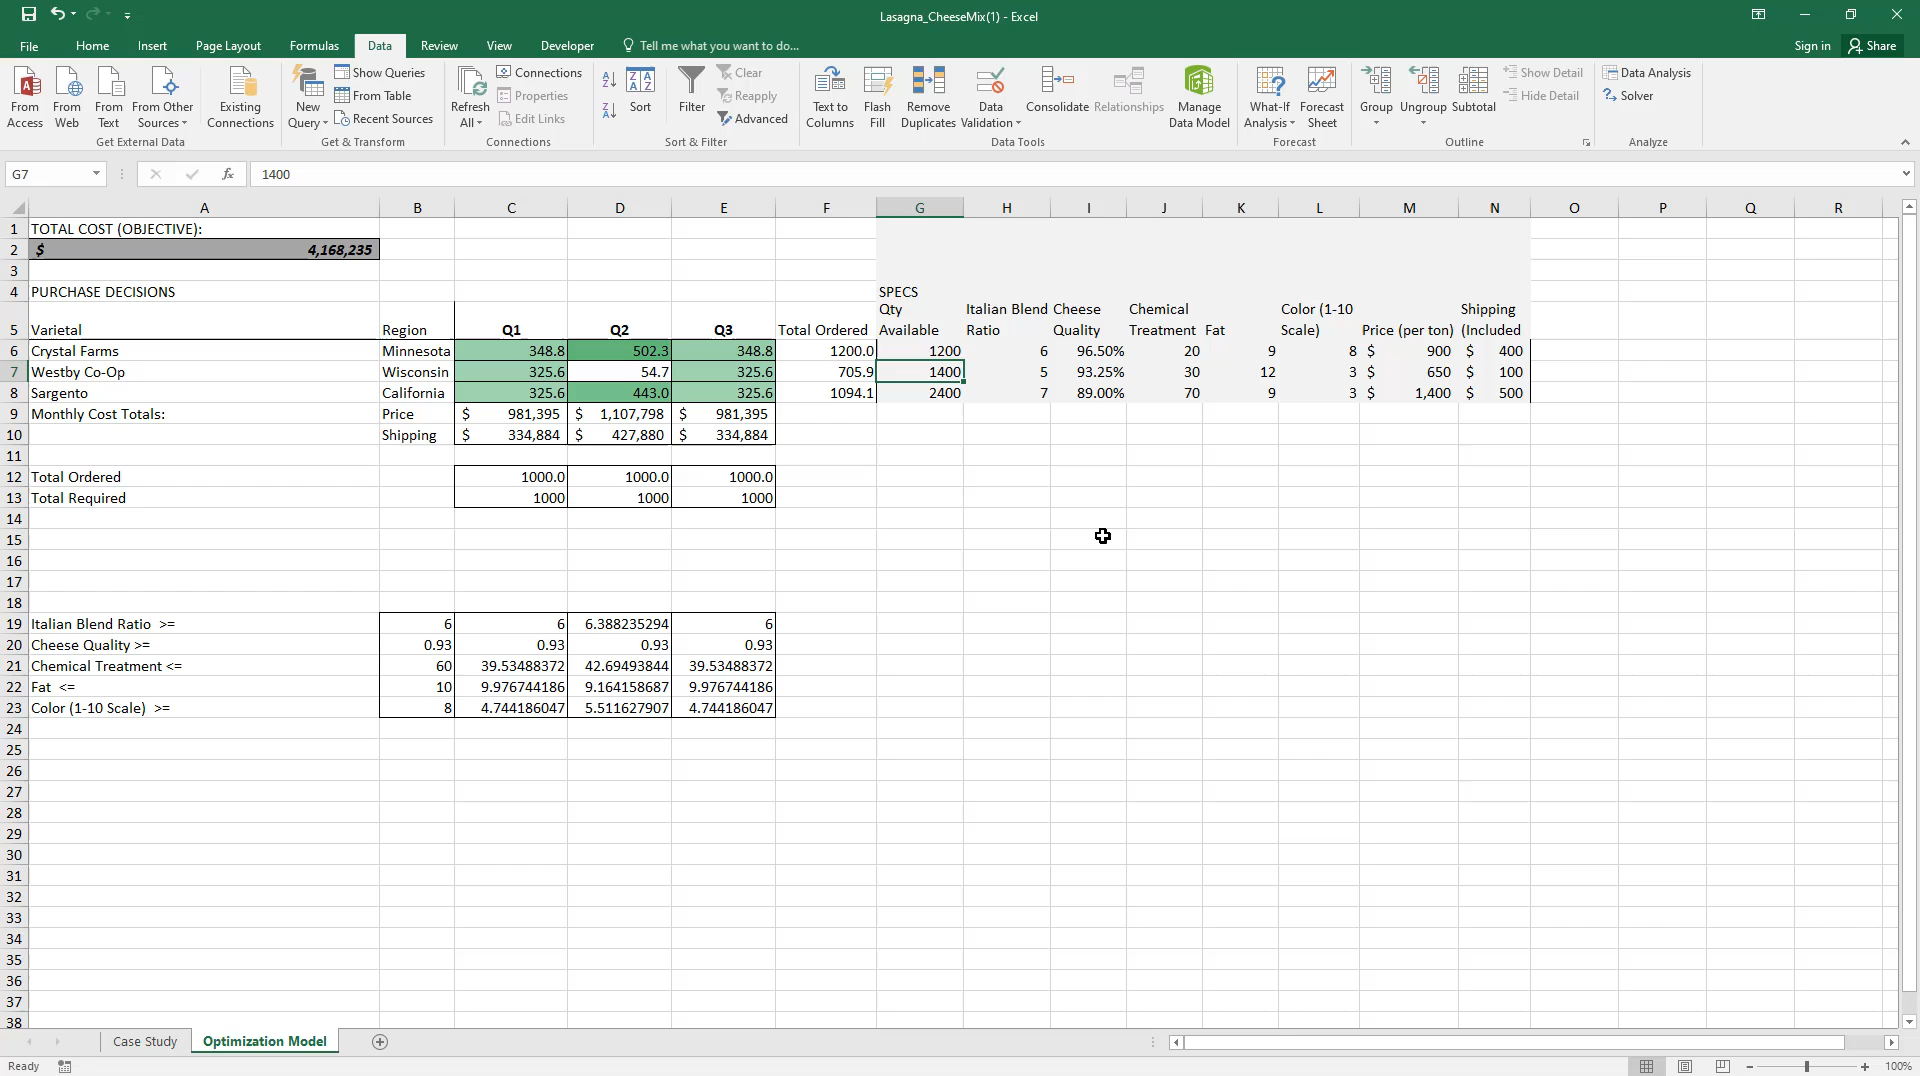 Lasagna_CheeseMix(1) - Excel
File Home Insert Page Layout Formulas Data Review View Developer Tell me what you want to do... Sign in Share
From Access
From Web
From Text
From Other Sources
Existing Connections
Get External Data
New Query
Show Queries
From Table
Recent Sources
Get & Transform
Refresh All
Connections
Properties
Edit Links
Connections
Sort
Filter
Clear
Reapply
Advanced
Sort & Filter
Text to Columns
Flash Fill
Remove Duplicates
Data Validation
Consolidate
Relationships
Manage Data Model
Data Tools
What-If Analysis
Forecast Sheet
Forecast
Group
Ungroup
Subtotal
Show Detail
Hide Detail
Outline
Data Analysis
Solver
Analyze
G7 fx 1400
A B C D E F G H I J K L M N O P Q R
1 TOTAL COST (OBJECTIVE):
2 $ 4,168,235
3
4 PURCHASE DECISIONS SPECS
5 Varietal Region Q1 Q2 Q3 Total Ordered Qty Available Italian Blend Ratio Cheese Quality Chemical Treatment Fat Color (1-10 Scale) Price (per ton) Shipping (Included
6 Crystal Farms Minnesota 348.8 502.3 348.8 1200.0 1200 6 96.50% 20 9 8 $ 900 $ 400
7 Westby Co-Op Wisconsin 325.6 54.7 325.6 705.9 1400 5 93.25% 30 12 3 $ 650 $ 100
8 Sargento California 325.6 443.0 325.6 1094.1 2400 7 89.00% 70 9 3 $ 1,400 $ 500
9 Monthly Cost Totals: Price $ 981,395 $ 1,107,798 $ 981,395
10 Shipping $ 334,884 $ 427,880 $ 334,884
11
12 Total Ordered 1000.0 1000.0 1000.0
13 Total Required 1000 1000 1000
14
15
16
17
18
19 Italian Blend Ratio >= 6 6 6.388235294 6
20 Cheese Quality >= 0.93 0.93 0.93 0.93
21 Chemical Treatment <= 60 39.53488372 42.69493844 39.53488372
22 Fat <= 10 9.976744186 9.164158687 9.976744186
23 Color (1-10 Scale) >= 8 4.744186047 5.511627907 4.744186047
24
25
26
27
28
29
30
31
32
33
34
35
36
37
38
Case Study Optimization Model
Ready 100%